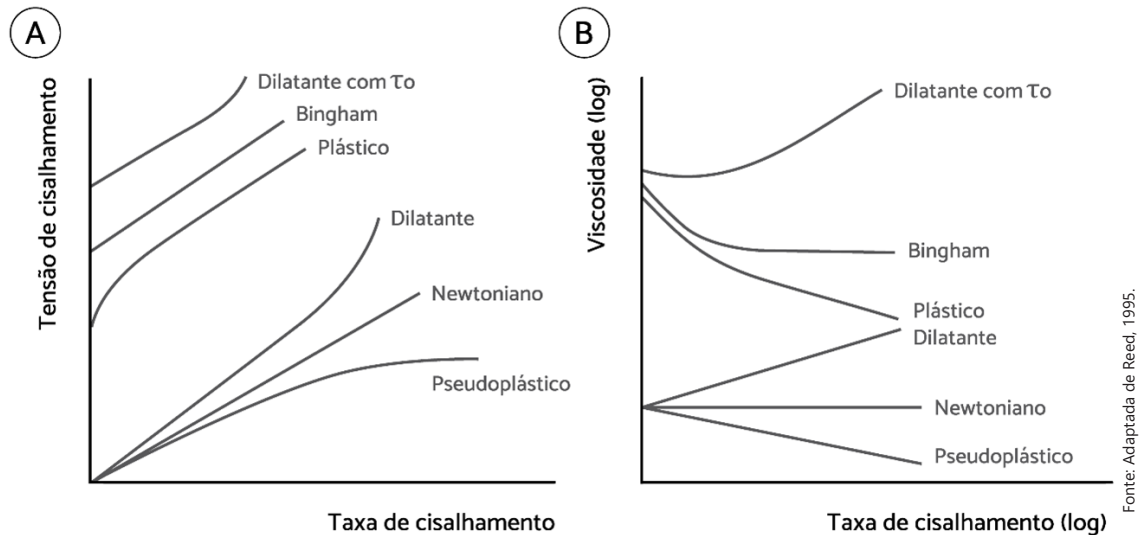 A
Tensão de cisalhamento
Dilatante com τo
Bingham
Plástico
Dilatante
Newtoniano
Pseudoplástico
Taxa de cisalhamento
B
Viscosidade (log)
Dilatante com τo
Bingham
Plástico
Dilatante
Newtoniano
Pseudoplástico
Taxa de cisalhamento (log)
Fonte: Adaptada de Reed, 1995.